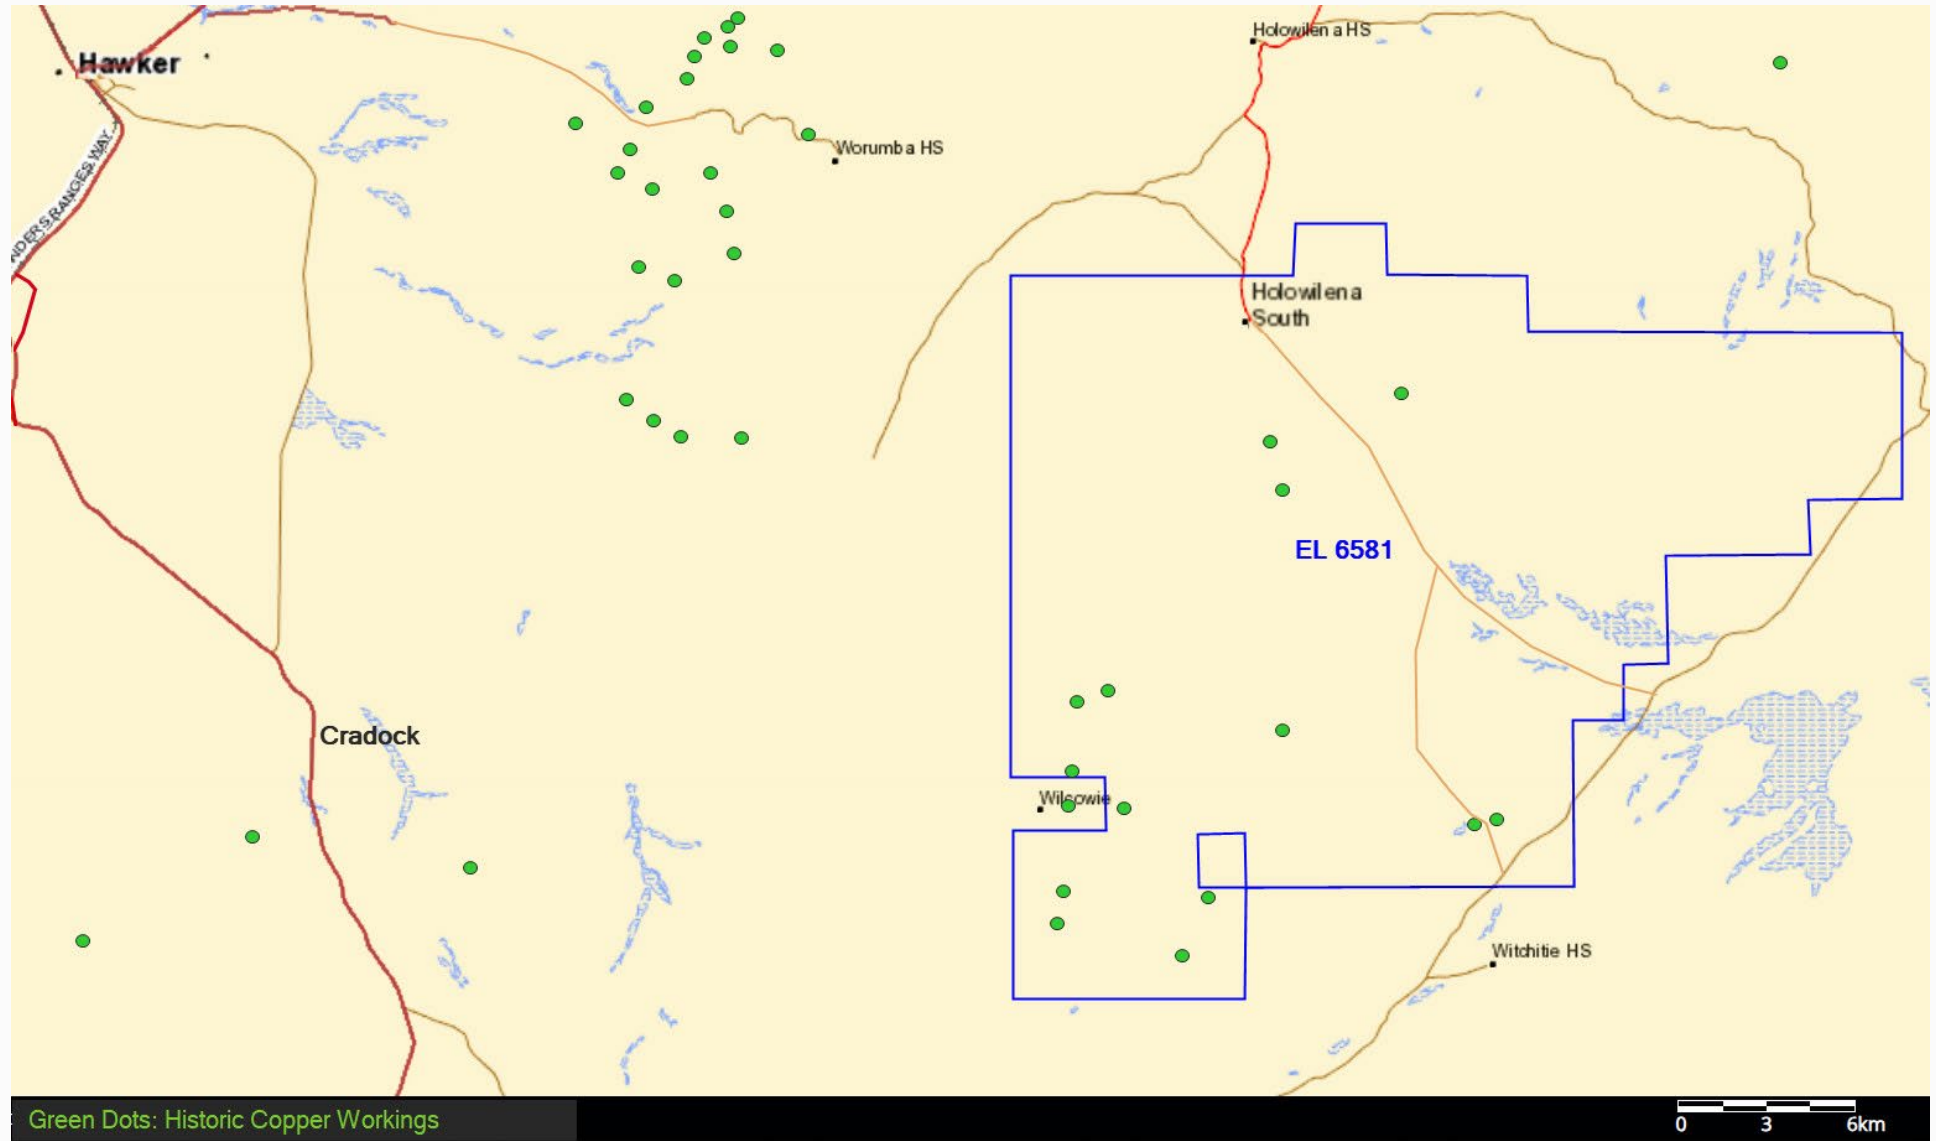 Holowilena HS
Hawker
NDERS RANGES WAY
Worumba HS
Holowilena
South
EL 6581
Cradock
Wilcowie
Witchitie HS
Green Dots: Historic Copper Workings
0 3 6km